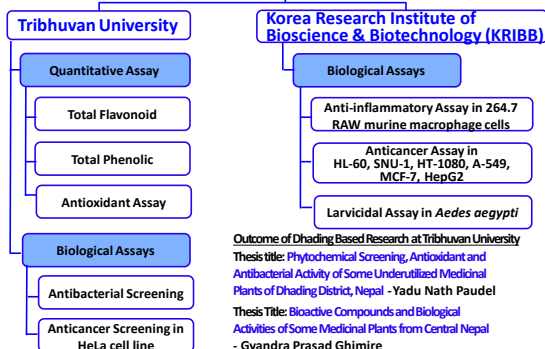 Tribhuvan University
Quantitative Assay
Total Flavonoid
Total Phenolic
Antioxidant Assay
Biological Assays
Antibacterial Screening
Anticancer Screening in
HeLa cell line
Korea Research Institute of
Bioscience & Biotechnology (KRIBB)
Biological Assays
Anti-inflammatory Assay in 264.7
RAW murine macrophage cells
Anticancer Assay in
HL-60, SNU-1, HT-1080, A-549,
MCF-7, HepG2
Larvicidal Assay in Aedes aegypti
Outcome of Dhading Based Research at Tribhuvan University
Thesis title: Phytochemical Screening, Antioxidant and
Antibacterial Activity of Some Underutilized Medicinal
Plants of Dhading District, Nepal - Yadu Nath Paudel
Thesis Title: Bioactive Compounds and Biological
Activities of Some Medicinal Plants from Central Nepal
- Gyandra Prasad Ghimire